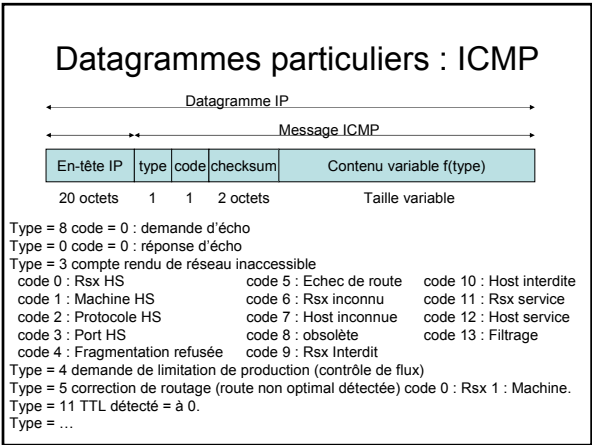 Datagrammes particuliers : ICMP
Datagramme IP
Message ICMP
En-tête IP type code checksum Contenu variable f(type)
20 octets 1 1 2 octets Taille variable
Type = 8 code = 0 : demande d'écho
Type = 0 code = 0 : réponse d'écho
Type = 3 compte rendu de réseau inaccessible
code 0 : Rsx HS code 5 : Echec de route code 10 : Host interdite
code 1 : Machine HS code 6 : Rsx inconnu code 11 : Rsx service
code 2 : Protocole HS code 7 : Host inconnue code 12 : Host service
code 3 : Port HS code 8 : obsolète code 13 : Filtrage
code 4 : Fragmentation refusée code 9 : Rsx Interdit
Type = 4 demande de limitation de production (contrôle de flux)
Type = 5 correction de routage (route non optimal détectée) code 0 : Rsx 1 : Machine.
Type = 11 TTL détecté = à 0.
Type = …